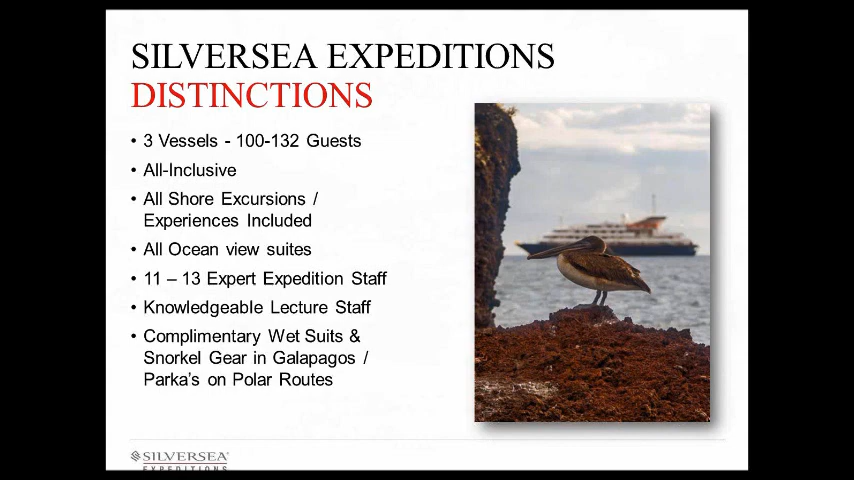 SILVERSEA EXPEDITIONS
DISTINCTIONS
• 3 Vessels - 100-132 Guests
• All-Inclusive
• All Shore Excursions /
Experiences Included
• All Ocean view suites
• 11 – 13 Expert Expedition Staff
• Knowledgeable Lecture Staff
• Complimentary Wet Suits &
Snorkel Gear in Galapagos /
Parka's on Polar Routes
SILVERSEA
EXPEDITIONS